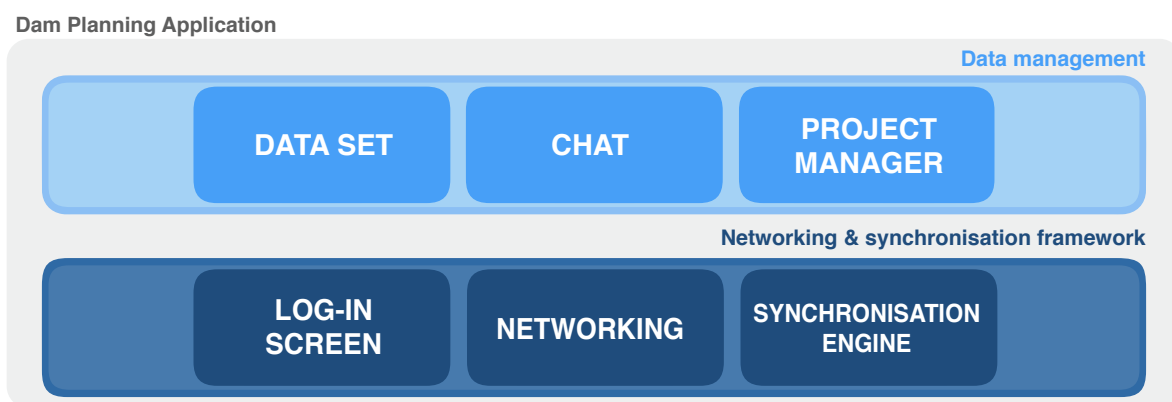 Dam Planning Application
Data management
DATA SET
CHAT
PROJECT
MANAGER
Networking & synchronisation framework
LOG-IN
SCREEN
NETWORKING
SYNCHRONISATION
ENGINE